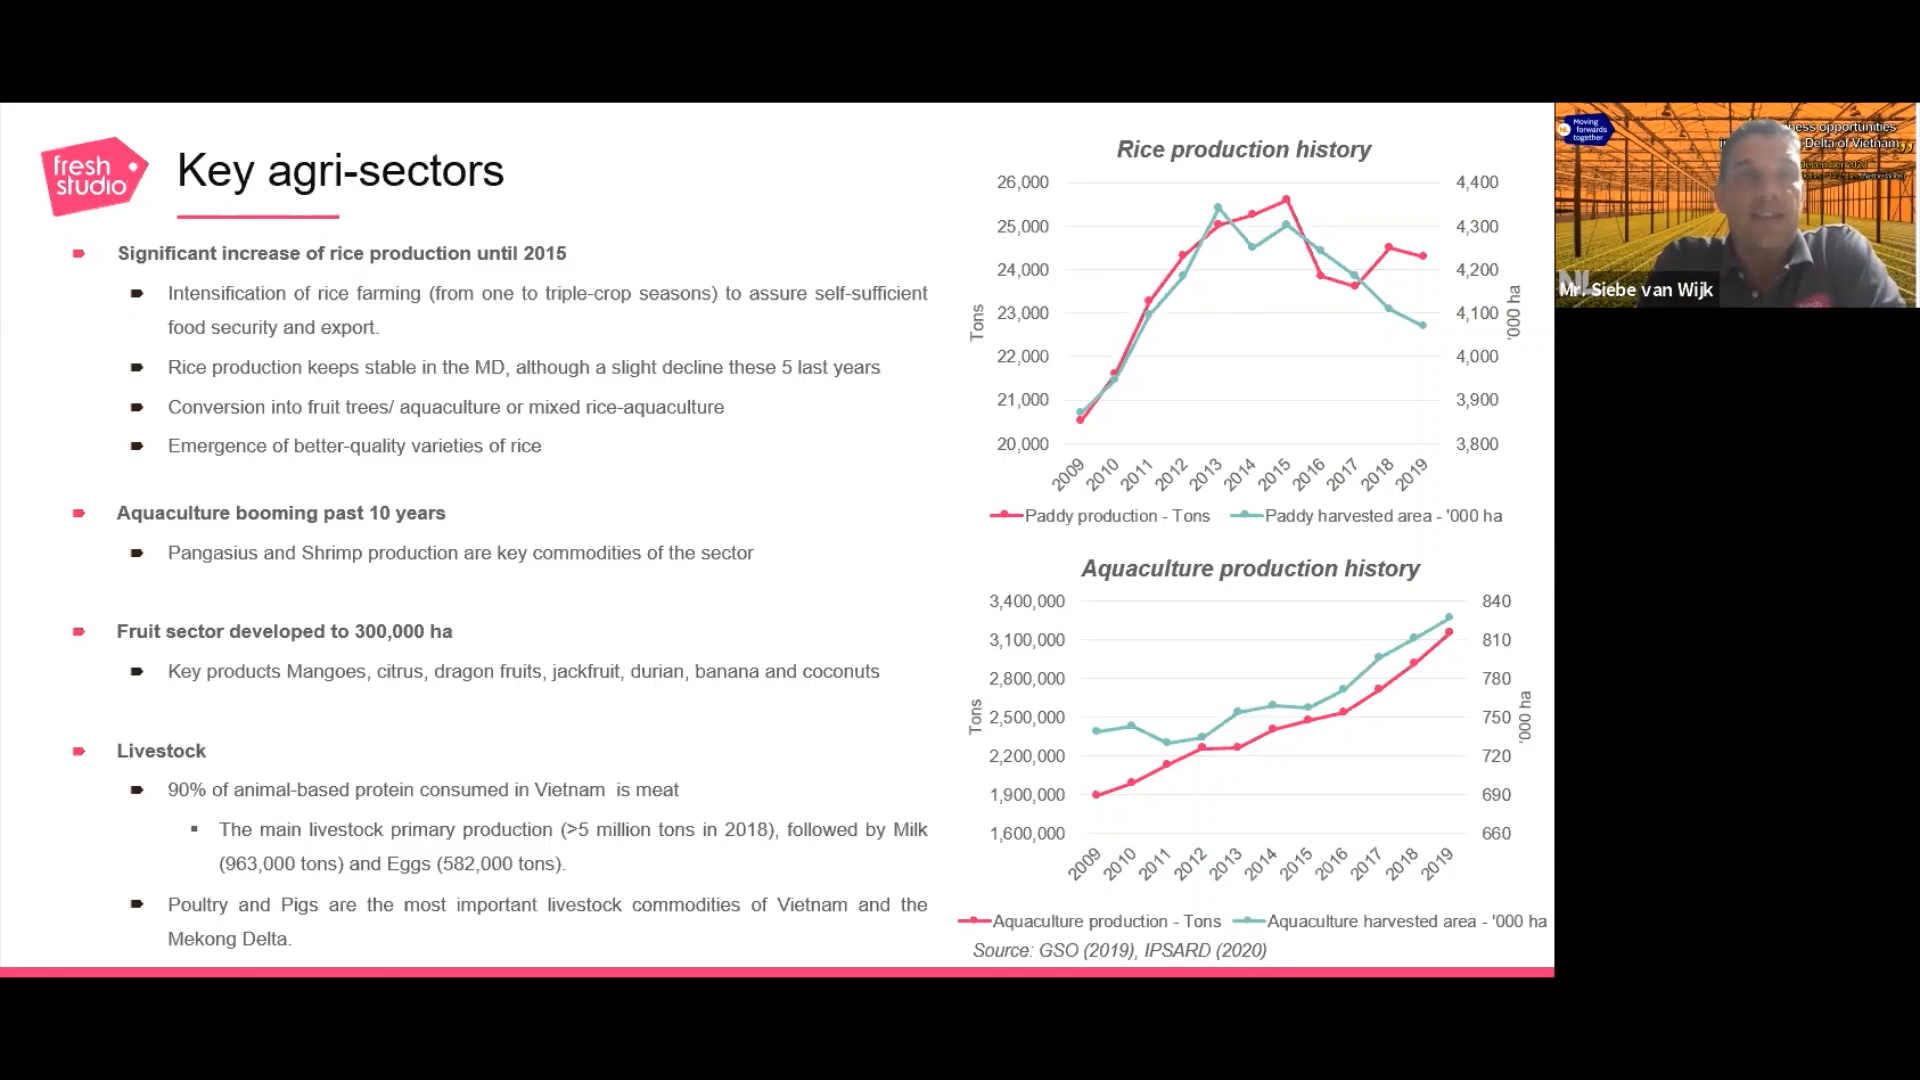 fresh
studio
Key agri-sectors
Significant increase of rice production until 2015
Intensification of rice farming (from one to triple-crop seasons) to assure self-sufficient
food security and export.
Rice production keeps stable in the MD, although a slight decline these 5 last years
Conversion into fruit trees/ aquaculture or mixed rice-aquaculture
Emergence of better-quality varieties of rice
Aquaculture booming past 10 years
Pangasius and Shrimp production are key commodities of the sector
Fruit sector developed to 300,000 ha
Key products Mangoes, citrus, dragon fruits, jackfruit, durian, banana and coconuts
Livestock
90% of animal-based protein consumed in Vietnam is meat
The main livestock primary production (>5 million tons in 2018), followed by Milk
(963,000 tons) and Eggs (582,000 tons).
Poultry and Pigs are the most important livestock commodities of Vietnam and the
Mekong Delta.
Rice production history
26,000 4,400
25,000 4,300
24,000 4,200
23,000 4,100
22,000 4,000
21,000 3,900
20,000 3,800
Tons
'000 ha
2009 2010 2011 2012 2013 2014 2015 2016 2017 2018 2019
Paddy production - Tons Paddy harvested area - '000 ha
Aquaculture production history
3,400,000 840
3,100,000 810
2,800,000 780
2,500,000 750
2,200,000 720
1,900,000 690
1,600,000 660
Tons
'000 ha
2009 2010 2011 2012 2013 2014 2015 2016 2017 2018 2019
Aquaculture production - Tons Aquaculture harvested area - '000 ha
Source: GSO (2019), IPSARD (2020)
NL
Moving
forwards
together
ness opportunities
Delta of Vietnam
NL
Mr. Siebe van Wijk
fresh